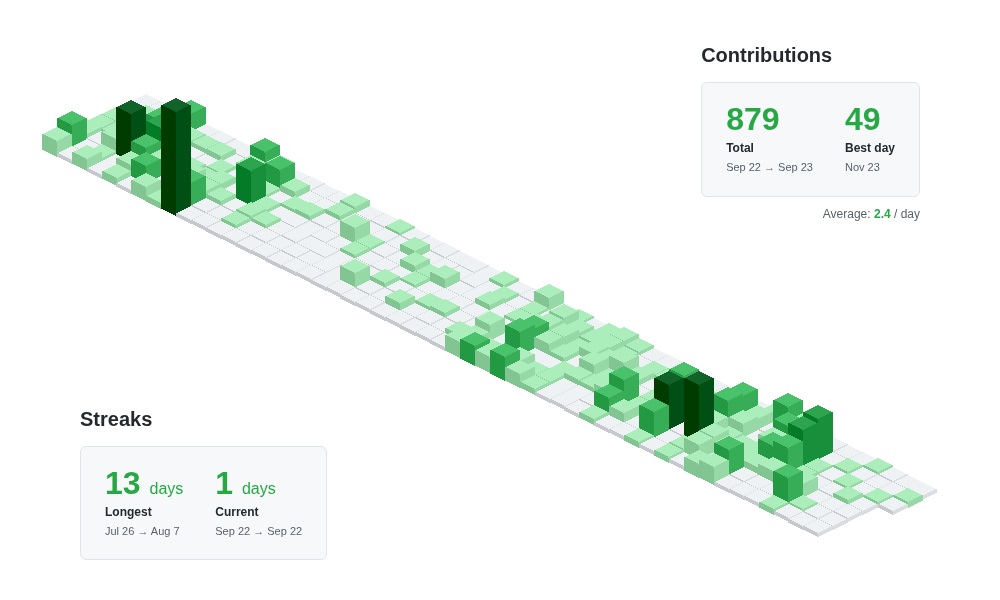 Contributions
879 49
Total Best day
Sep 22 → Sep 23 Nov 23
Average: 2.4 / day
Streaks
13 days 1 days
Longest Current
Jul 26 → Aug 7 Sep 22 → Sep 22